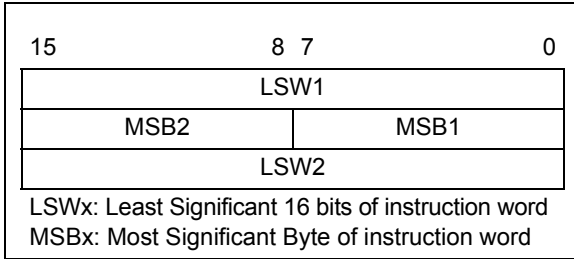 15 8 7 0
LSW1
MSB2 MSB1
LSW2
LSWx: Least Significant 16 bits of instruction word
MSBx: Most Significant Byte of instruction word